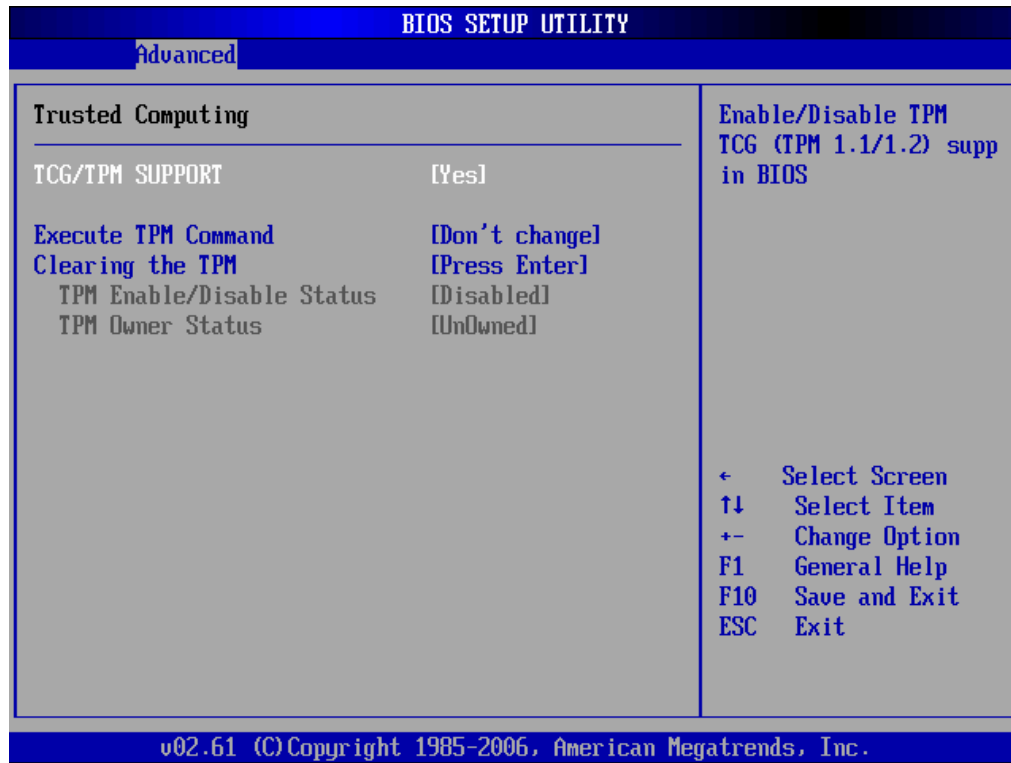 BIOS SETUP UTILITY
Advanced
Trusted Computing
TCG/TPM SUPPORT [Yes]
Execute TPM Command [Don't change]
Clearing the TPM [Press Enter]
TPM Enable/Disable Status [Disabled]
TPM Owner Status [UnOwned]
Enable/Disable TPM
TCG (TPM 1.1/1.2) supp
in BIOS
← Select Screen
↑↓ Select Item
+- Change Option
F1 General Help
F10 Save and Exit
ESC Exit
v02.61 (C)Copyright 1985-2006, American Megatrends, Inc.